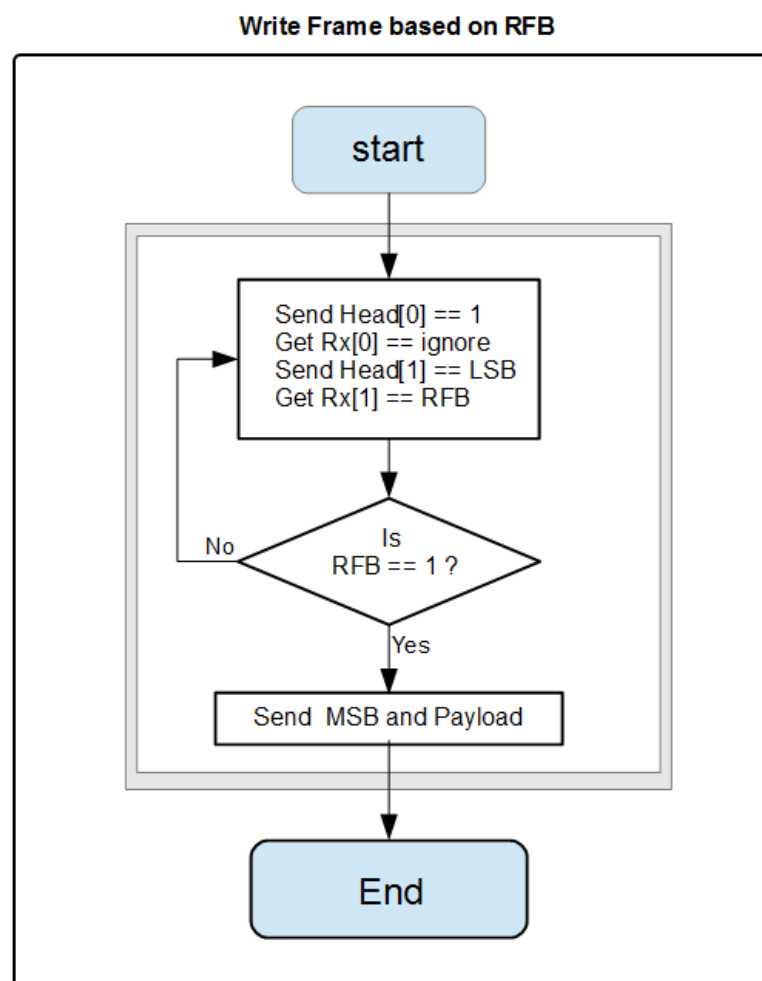 Write Frame based on RFB
start
Send Head[0] == 1
Get Rx[0] == ignore
Send Head[1] == LSB
Get Rx[1] == RFB
Is
RFB == 1 ?
No
Yes
Send MSB and Payload
End